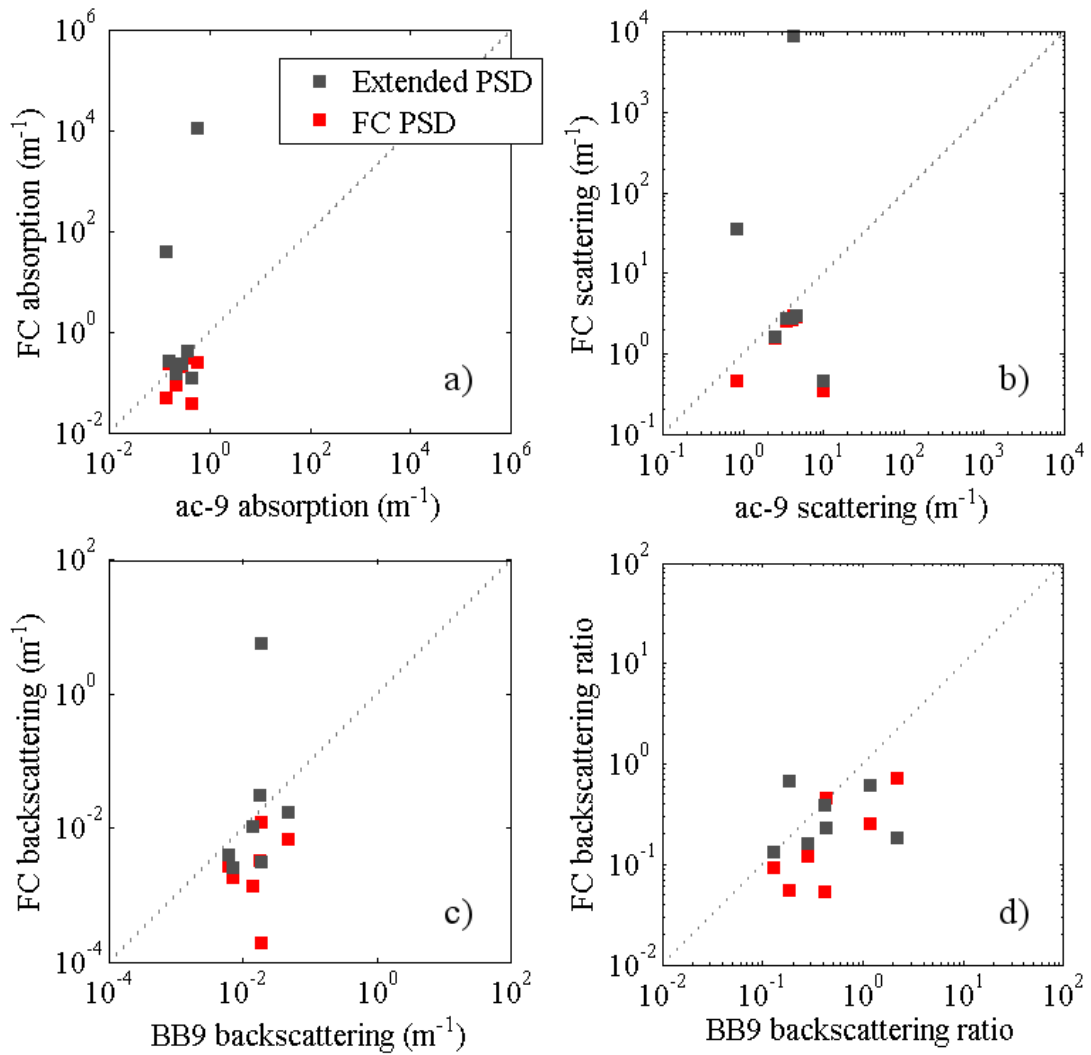 10^6
10^4
10^2
10^0
10^-2
FC absorption (m^-1)
Extended PSD
FC PSD
a)
10^-2 10^0 10^2 10^4 10^6
ac-9 absorption (m^-1)
10^4
10^3
10^2
10^1
10^0
10^-1
FC scattering (m^-1)
b)
10^-1 10^0 10^1 10^2 10^3 10^4
ac-9 scattering (m^-1)
10^2
10^0
10^-2
10^-4
FC backscattering (m^-1)
c)
10^-4 10^-2 10^0 10^2
BB9 backscattering (m^-1)
10^2
10^1
10^0
10^-1
10^-2
FC backscattering ratio
d)
10^-2 10^-1 10^0 10^1 10^2
BB9 backscattering ratio